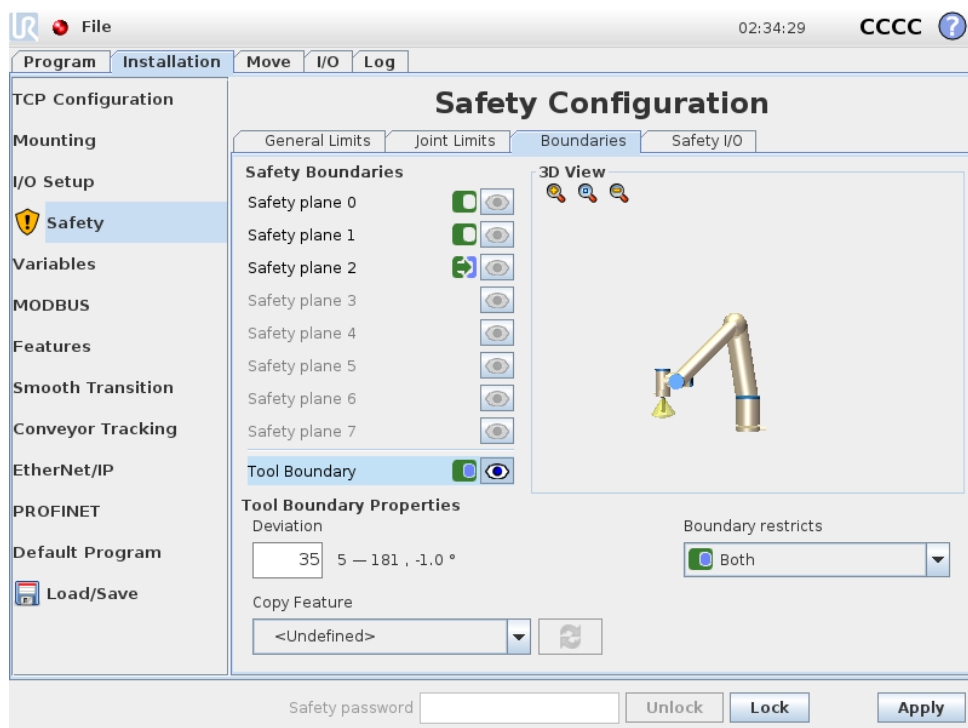 UR File 02:34:29 CCCC ?
Program Installation Move I/O Log
TCP Configuration
Mounting
I/O Setup
Safety
Variables
MODBUS
Features
Smooth Transition
Conveyor Tracking
EtherNet/IP
PROFINET
Default Program
Load/Save
Safety Configuration
General Limits Joint Limits Boundaries Safety I/O
Safety Boundaries
Safety plane 0
Safety plane 1
Safety plane 2
Safety plane 3
Safety plane 4
Safety plane 5
Safety plane 6
Safety plane 7
Tool Boundary
3D View
Tool Boundary Properties
Deviation
35 5 — 181 , -1.0 °
Boundary restricts
Both
Copy Feature
<Undefined>
Safety password Unlock Lock Apply